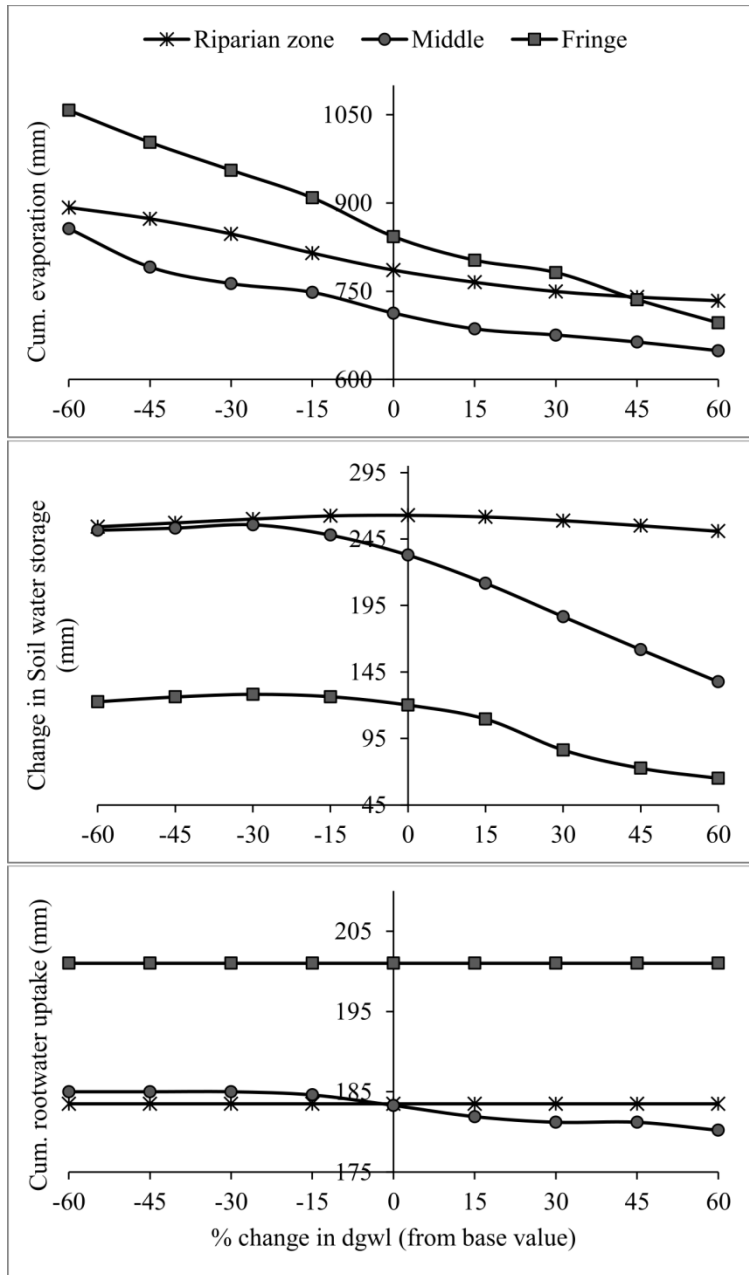 Riparian zone Middle Fringe
Cum. evaporation (mm)
1050
900
750
600
-60 -45 -30 -15 0 15 30 45 60
Change in Soil water storage
(mm)
295
245
195
145
95
45
-60 -45 -30 -15 0 15 30 45 60
Cum. rootwater uptake (mm)
205
195
185
175
-60 -45 -30 -15 0 15 30 45 60
% change in dgwl (from base value)